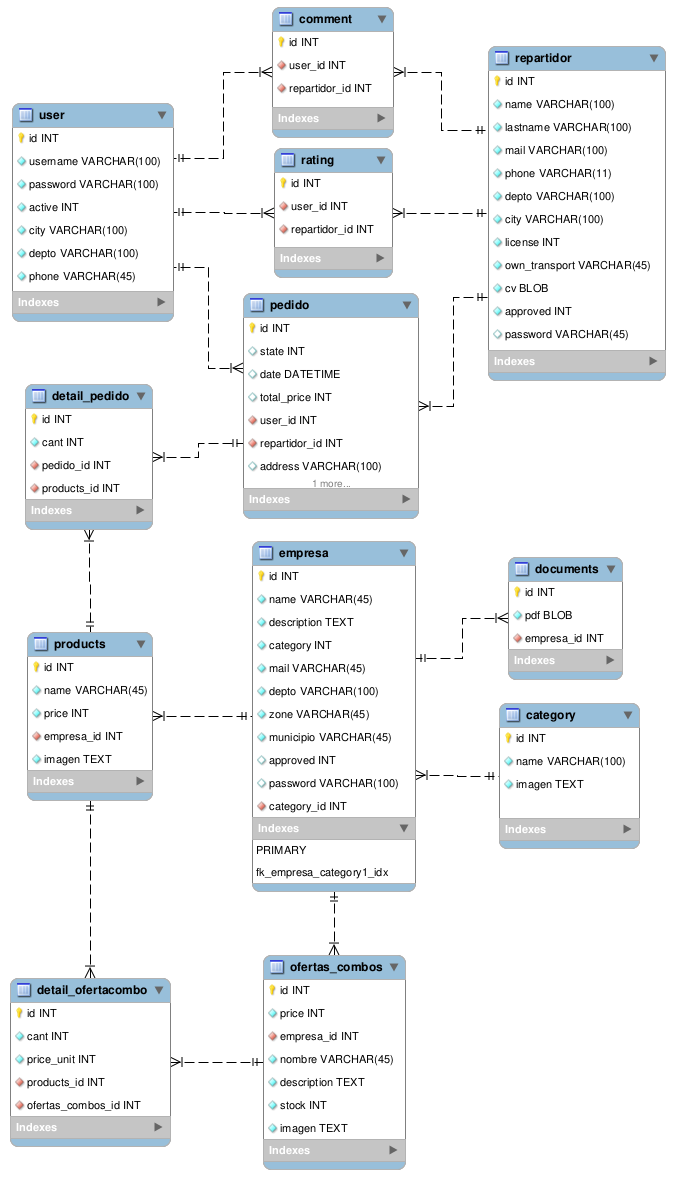 comment
id INT
user_id INT
repartidor_id INT
Indexes
repartidor
id INT
name VARCHAR(100)
lastname VARCHAR(100)
mail VARCHAR(100)
phone VARCHAR(11)
depto VARCHAR(100)
city VARCHAR(100)
license INT
own_transport VARCHAR(45)
cv BLOB
approved INT
password VARCHAR(45)
Indexes
user
id INT
username VARCHAR(100)
password VARCHAR(100)
active INT
city VARCHAR(100)
depto VARCHAR(100)
phone VARCHAR(45)
Indexes
rating
id INT
user_id INT
repartidor_id INT
Indexes
pedido
id INT
state INT
date DATETIME
total_price INT
user_id INT
repartidor_id INT
address VARCHAR(100)
1 more...
Indexes
detail_pedido
id INT
cant INT
pedido_id INT
products_id INT
Indexes
empresa
id INT
name VARCHAR(45)
description TEXT
category INT
mail VARCHAR(45)
depto VARCHAR(100)
zone VARCHAR(45)
municipio VARCHAR(45)
approved INT
password VARCHAR(100)
category_id INT
Indexes
PRIMARY
fk_empresa_category1_idx
documents
id INT
pdf BLOB
empresa_id INT
Indexes
products
id INT
name VARCHAR(45)
price INT
empresa_id INT
imagen TEXT
Indexes
category
id INT
name VARCHAR(100)
imagen TEXT
Indexes
ofertas_combos
id INT
price INT
empresa_id INT
nombre VARCHAR(45)
description TEXT
stock INT
imagen TEXT
Indexes
detail_ofertacombo
id INT
cant INT
price_unit INT
products_id INT
ofertas_combos_id INT
Indexes